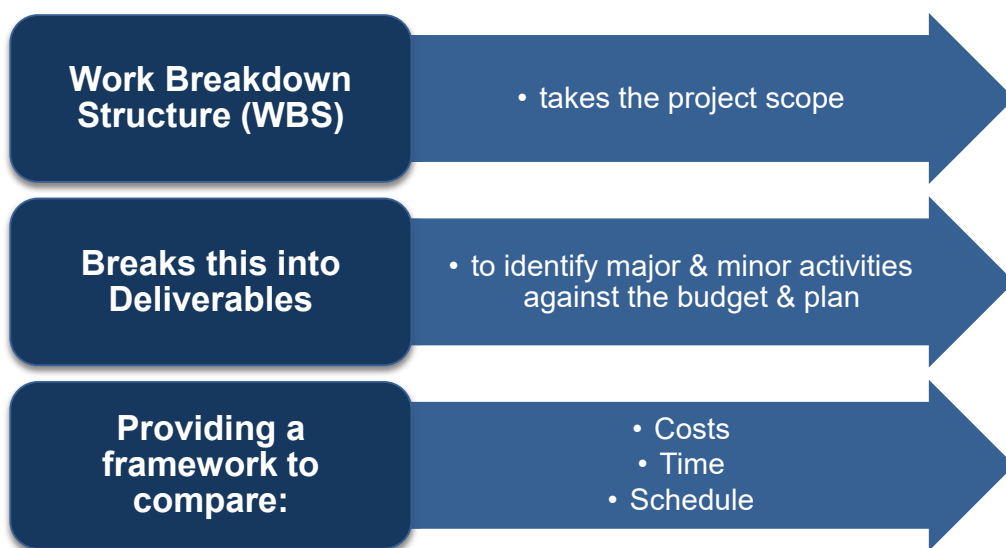 Work Breakdown
Structure (WBS)
• takes the project scope
Breaks this into
Deliverables
• to identify major & minor activities
against the budget & plan
Providing a
framework to
compare:
• Costs
• Time
• Schedule